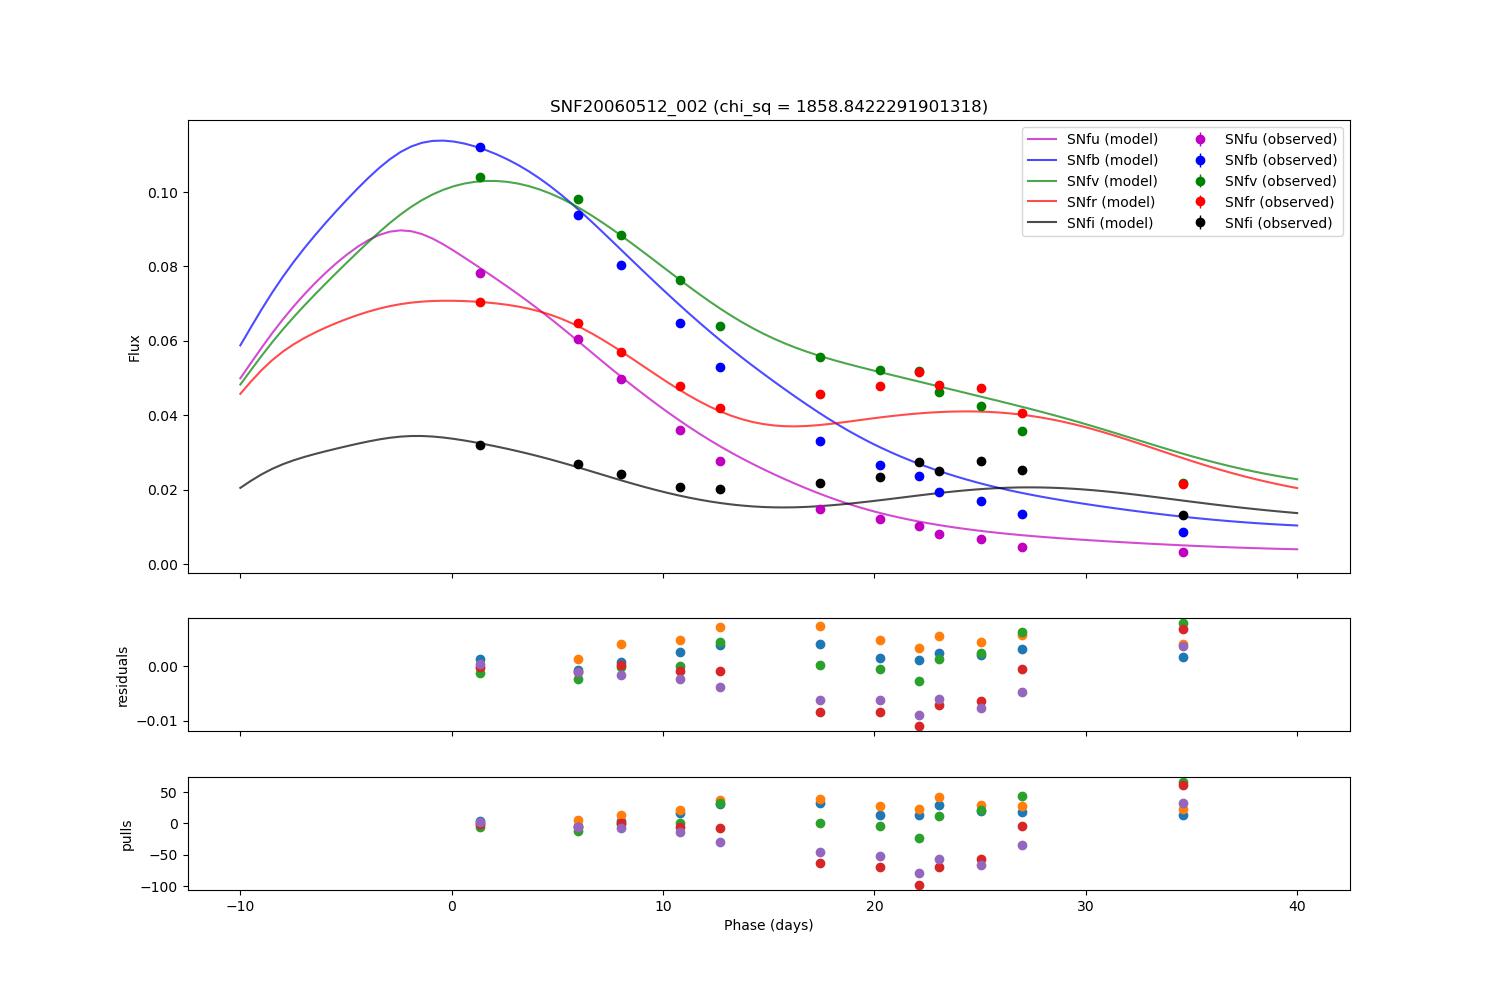 SNF20060512_002 (chi_sq = 1858.8422291901318)
SNfu (model) SNfu (observed)
SNfb (model) SNfb (observed)
SNfv (model) SNfv (observed)
SNfr (model) SNfr (observed)
SNfi (model) SNfi (observed)
Flux
0.10
0.08
0.06
0.04
0.02
0.00
residuals
0.00
−0.01
pulls
50
0
−50
−100
−10 0 10 20 30 40
Phase (days)